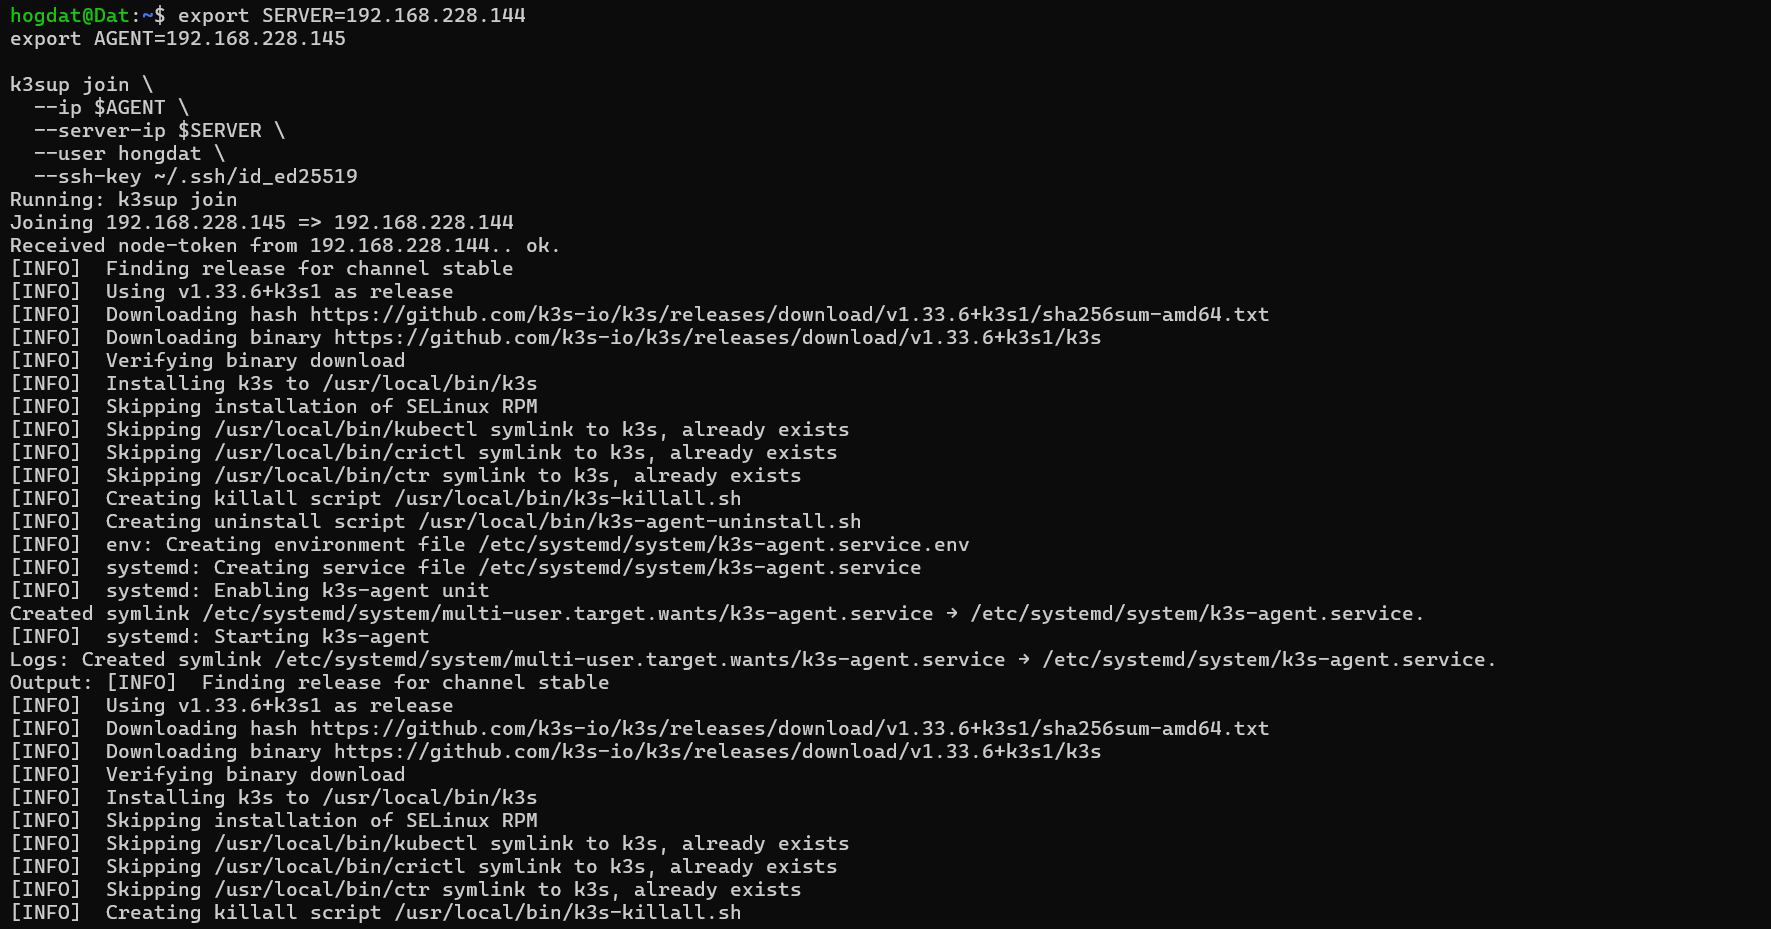 hogdat@Dat:~$ export SERVER=192.168.228.144
export AGENT=192.168.228.145
k3sup join \
  --ip $AGENT \
  --server-ip $SERVER \
  --user hongdat \
  --ssh-key ~/.ssh/id_ed25519
Running: k3sup join
Joining 192.168.228.145 => 192.168.228.144
Received node-token from 192.168.228.144.. ok.
[INFO]  Finding release for channel stable
[INFO]  Using v1.33.6+k3s1 as release
[INFO]  Downloading hash https://github.com/k3s-io/k3s/releases/download/v1.33.6+k3s1/sha256sum-amd64.txt
[INFO]  Downloading binary https://github.com/k3s-io/k3s/releases/download/v1.33.6+k3s1/k3s
[INFO]  Verifying binary download
[INFO]  Installing k3s to /usr/local/bin/k3s
[INFO]  Skipping installation of SELinux RPM
[INFO]  Skipping /usr/local/bin/kubectl symlink to k3s, already exists
[INFO]  Skipping /usr/local/bin/crictl symlink to k3s, already exists
[INFO]  Skipping /usr/local/bin/ctr symlink to k3s, already exists
[INFO]  Creating killall script /usr/local/bin/k3s-killall.sh
[INFO]  Creating uninstall script /usr/local/bin/k3s-agent-uninstall.sh
[INFO]  env: Creating environment file /etc/systemd/system/k3s-agent.service.env
[INFO]  systemd: Creating service file /etc/systemd/system/k3s-agent.service
[INFO]  systemd: Enabling k3s-agent unit
Created symlink /etc/systemd/system/multi-user.target.wants/k3s-agent.service → /etc/systemd/system/k3s-agent.service.
[INFO]  systemd: Starting k3s-agent
Logs: Created symlink /etc/systemd/system/multi-user.target.wants/k3s-agent.service → /etc/systemd/system/k3s-agent.service.
Output: [INFO]  Finding release for channel stable
[INFO]  Using v1.33.6+k3s1 as release
[INFO]  Downloading hash https://github.com/k3s-io/k3s/releases/download/v1.33.6+k3s1/sha256sum-amd64.txt
[INFO]  Downloading binary https://github.com/k3s-io/k3s/releases/download/v1.33.6+k3s1/k3s
[INFO]  Verifying binary download
[INFO]  Installing k3s to /usr/local/bin/k3s
[INFO]  Skipping installation of SELinux RPM
[INFO]  Skipping /usr/local/bin/kubectl symlink to k3s, already exists
[INFO]  Skipping /usr/local/bin/crictl symlink to k3s, already exists
[INFO]  Skipping /usr/local/bin/ctr symlink to k3s, already exists
[INFO]  Creating killall script /usr/local/bin/k3s-killall.sh